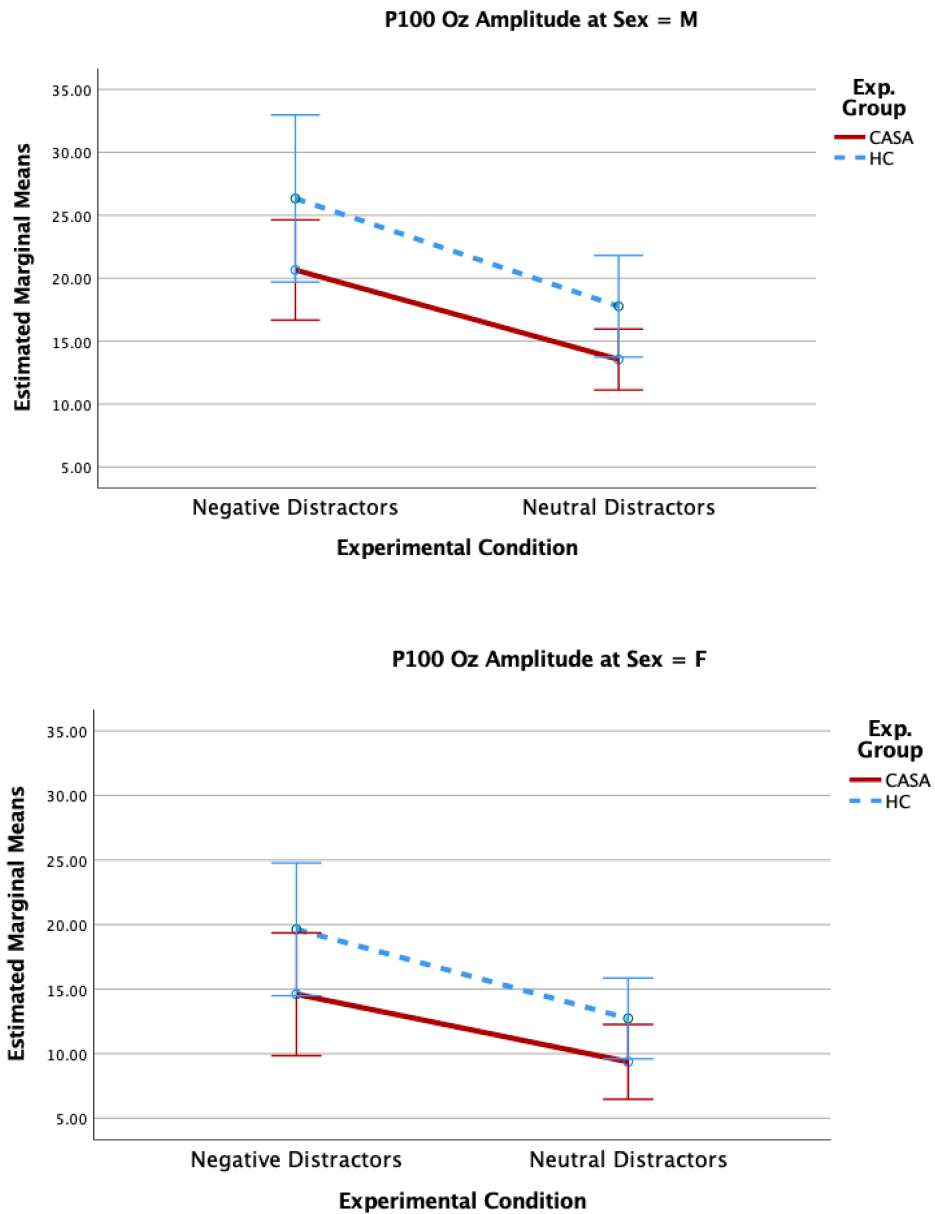 P100 Oz Amplitude at Sex = M
Exp.
Group
CASA
HC
35.00
30.00
25.00
20.00
15.00
10.00
5.00
Estimated Marginal Means
Negative Distractors
Neutral Distractors
Experimental Condition
P100 Oz Amplitude at Sex = F
Exp.
Group
CASA
HC
35.00
30.00
25.00
20.00
15.00
10.00
5.00
Estimated Marginal Means
Negative Distractors
Neutral Distractors
Experimental Condition